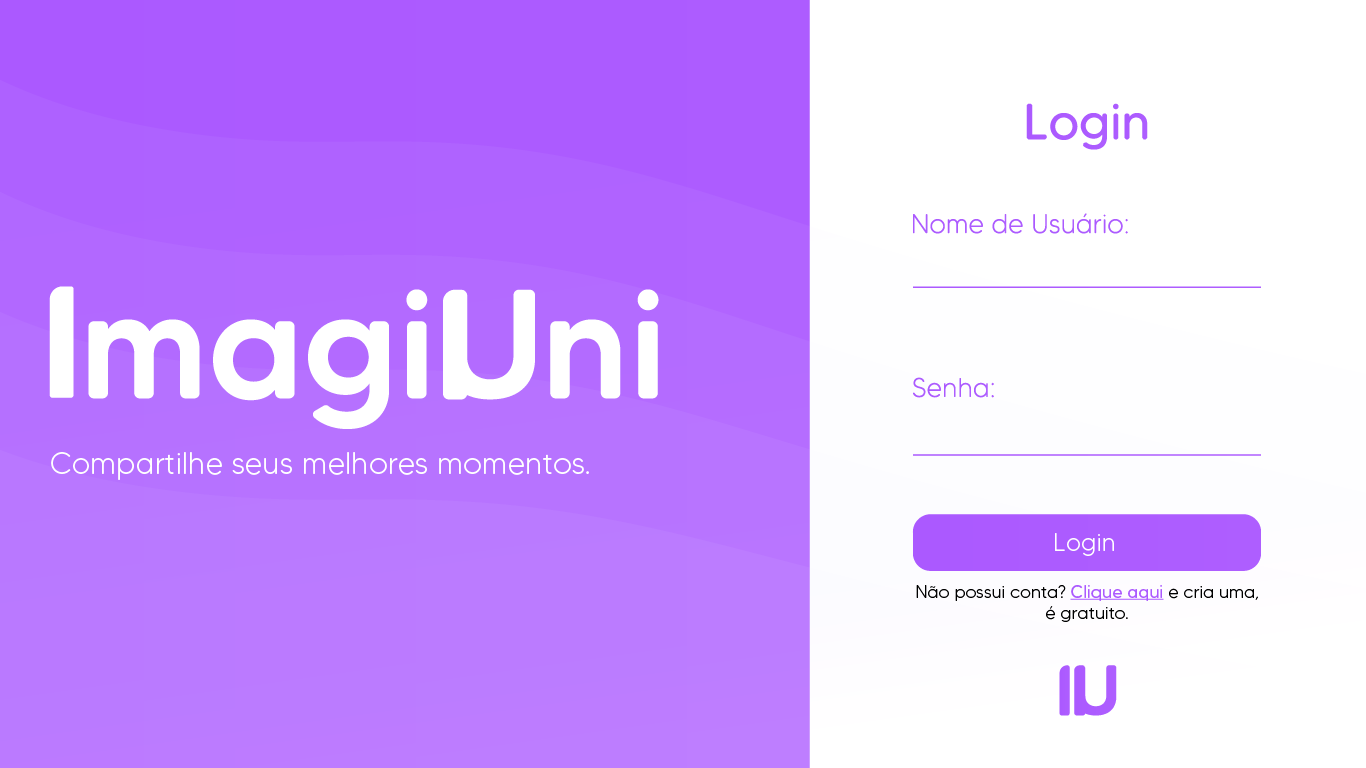 ImagiUni
Compartilhe seus melhores momentos.
Login
Nome de Usuário:
Senha:
Login
Não possui conta? Clique aqui e cria uma,
é gratuito.
IU